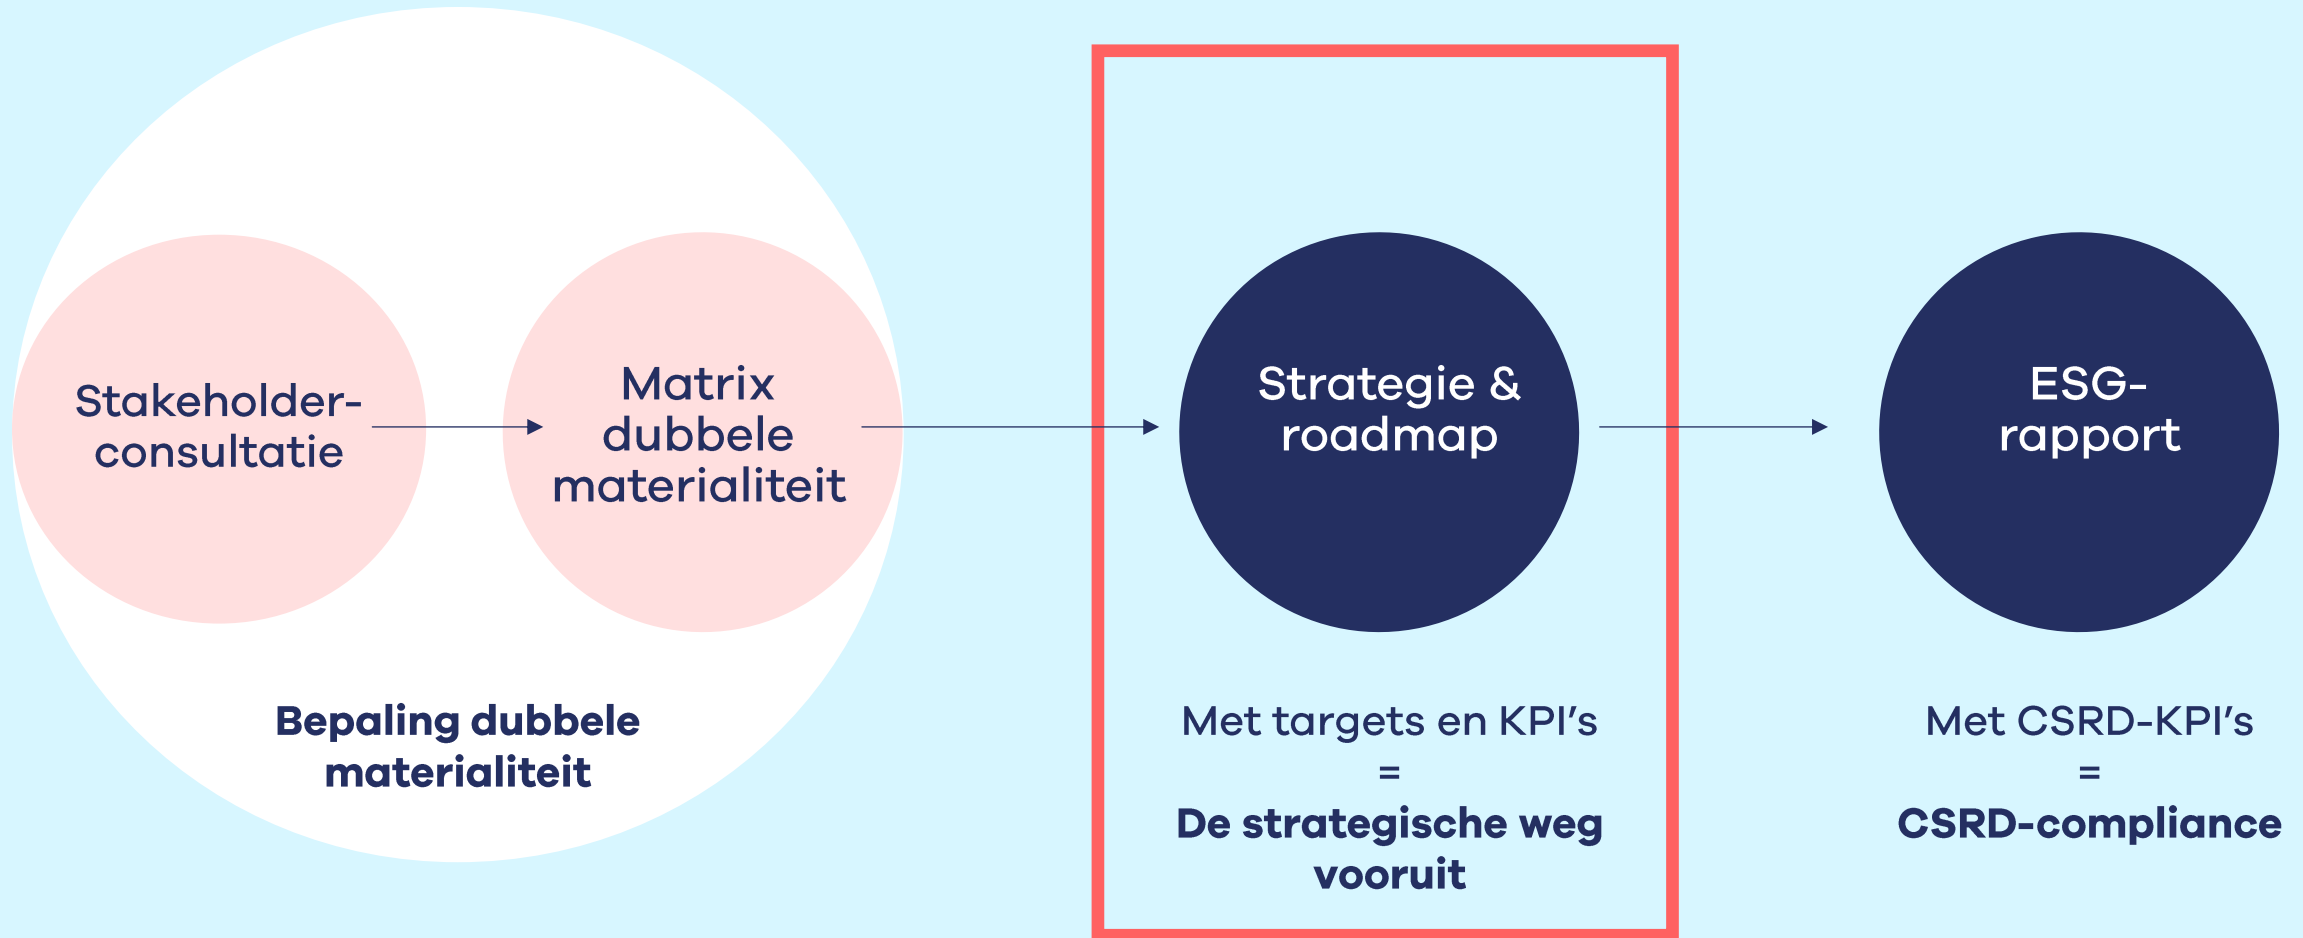 Stakeholder-
consultatie
Matrix
dubbele
materialiteit
Bepaling dubbele
materialiteit
Strategie &
roadmap
Met targets en KPI’s
=
De strategische weg
vooruit
ESG-
rapport
Met CSRD-KPI’s
=
CSRD-compliance